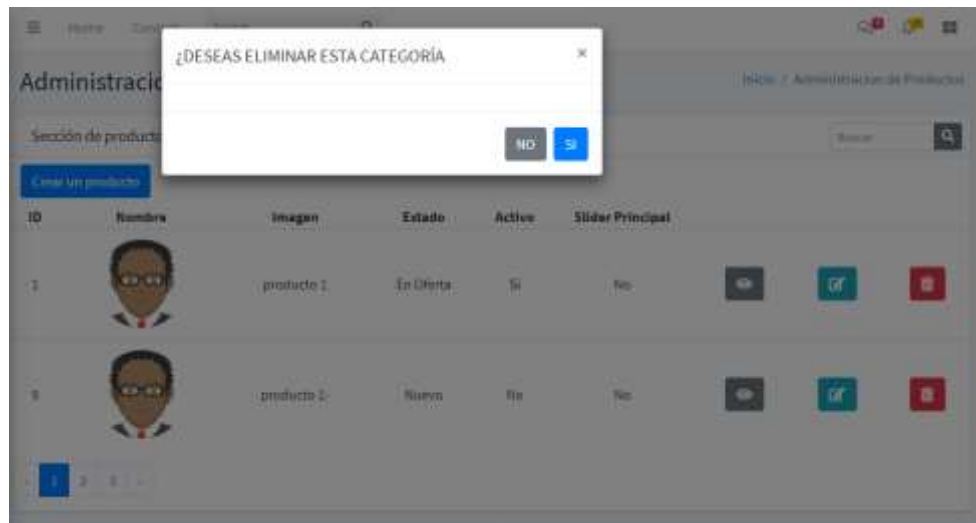 Home
¿DESEAS ELIMINAR ESTA CATEGORÍA ×
Administracio
Inicio / Administracion de Productos
Sección de producto
NO SI
Buscar
Crear un producto
ID Nombre Imagen Estado Active Slider Principal
1 producto 1 En Oferta Si No
producto 1 Nuevo No No
1 2 3